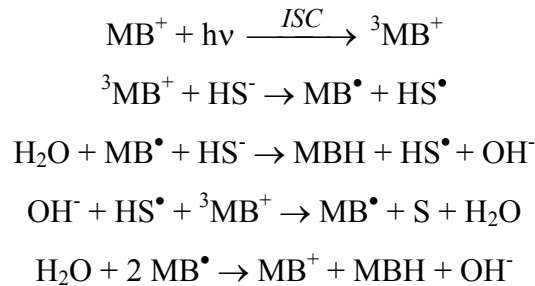 MB⁺ + hν —ISC→ ³MB⁺
³MB⁺ + HS⁻ → MB• + HS•
H₂O + MB• + HS⁻ → MBH + HS• + OH⁻
OH⁻ + HS• + ³MB⁺ → MB• + S + H₂O
H₂O + 2 MB• → MB⁺ + MBH + OH⁻